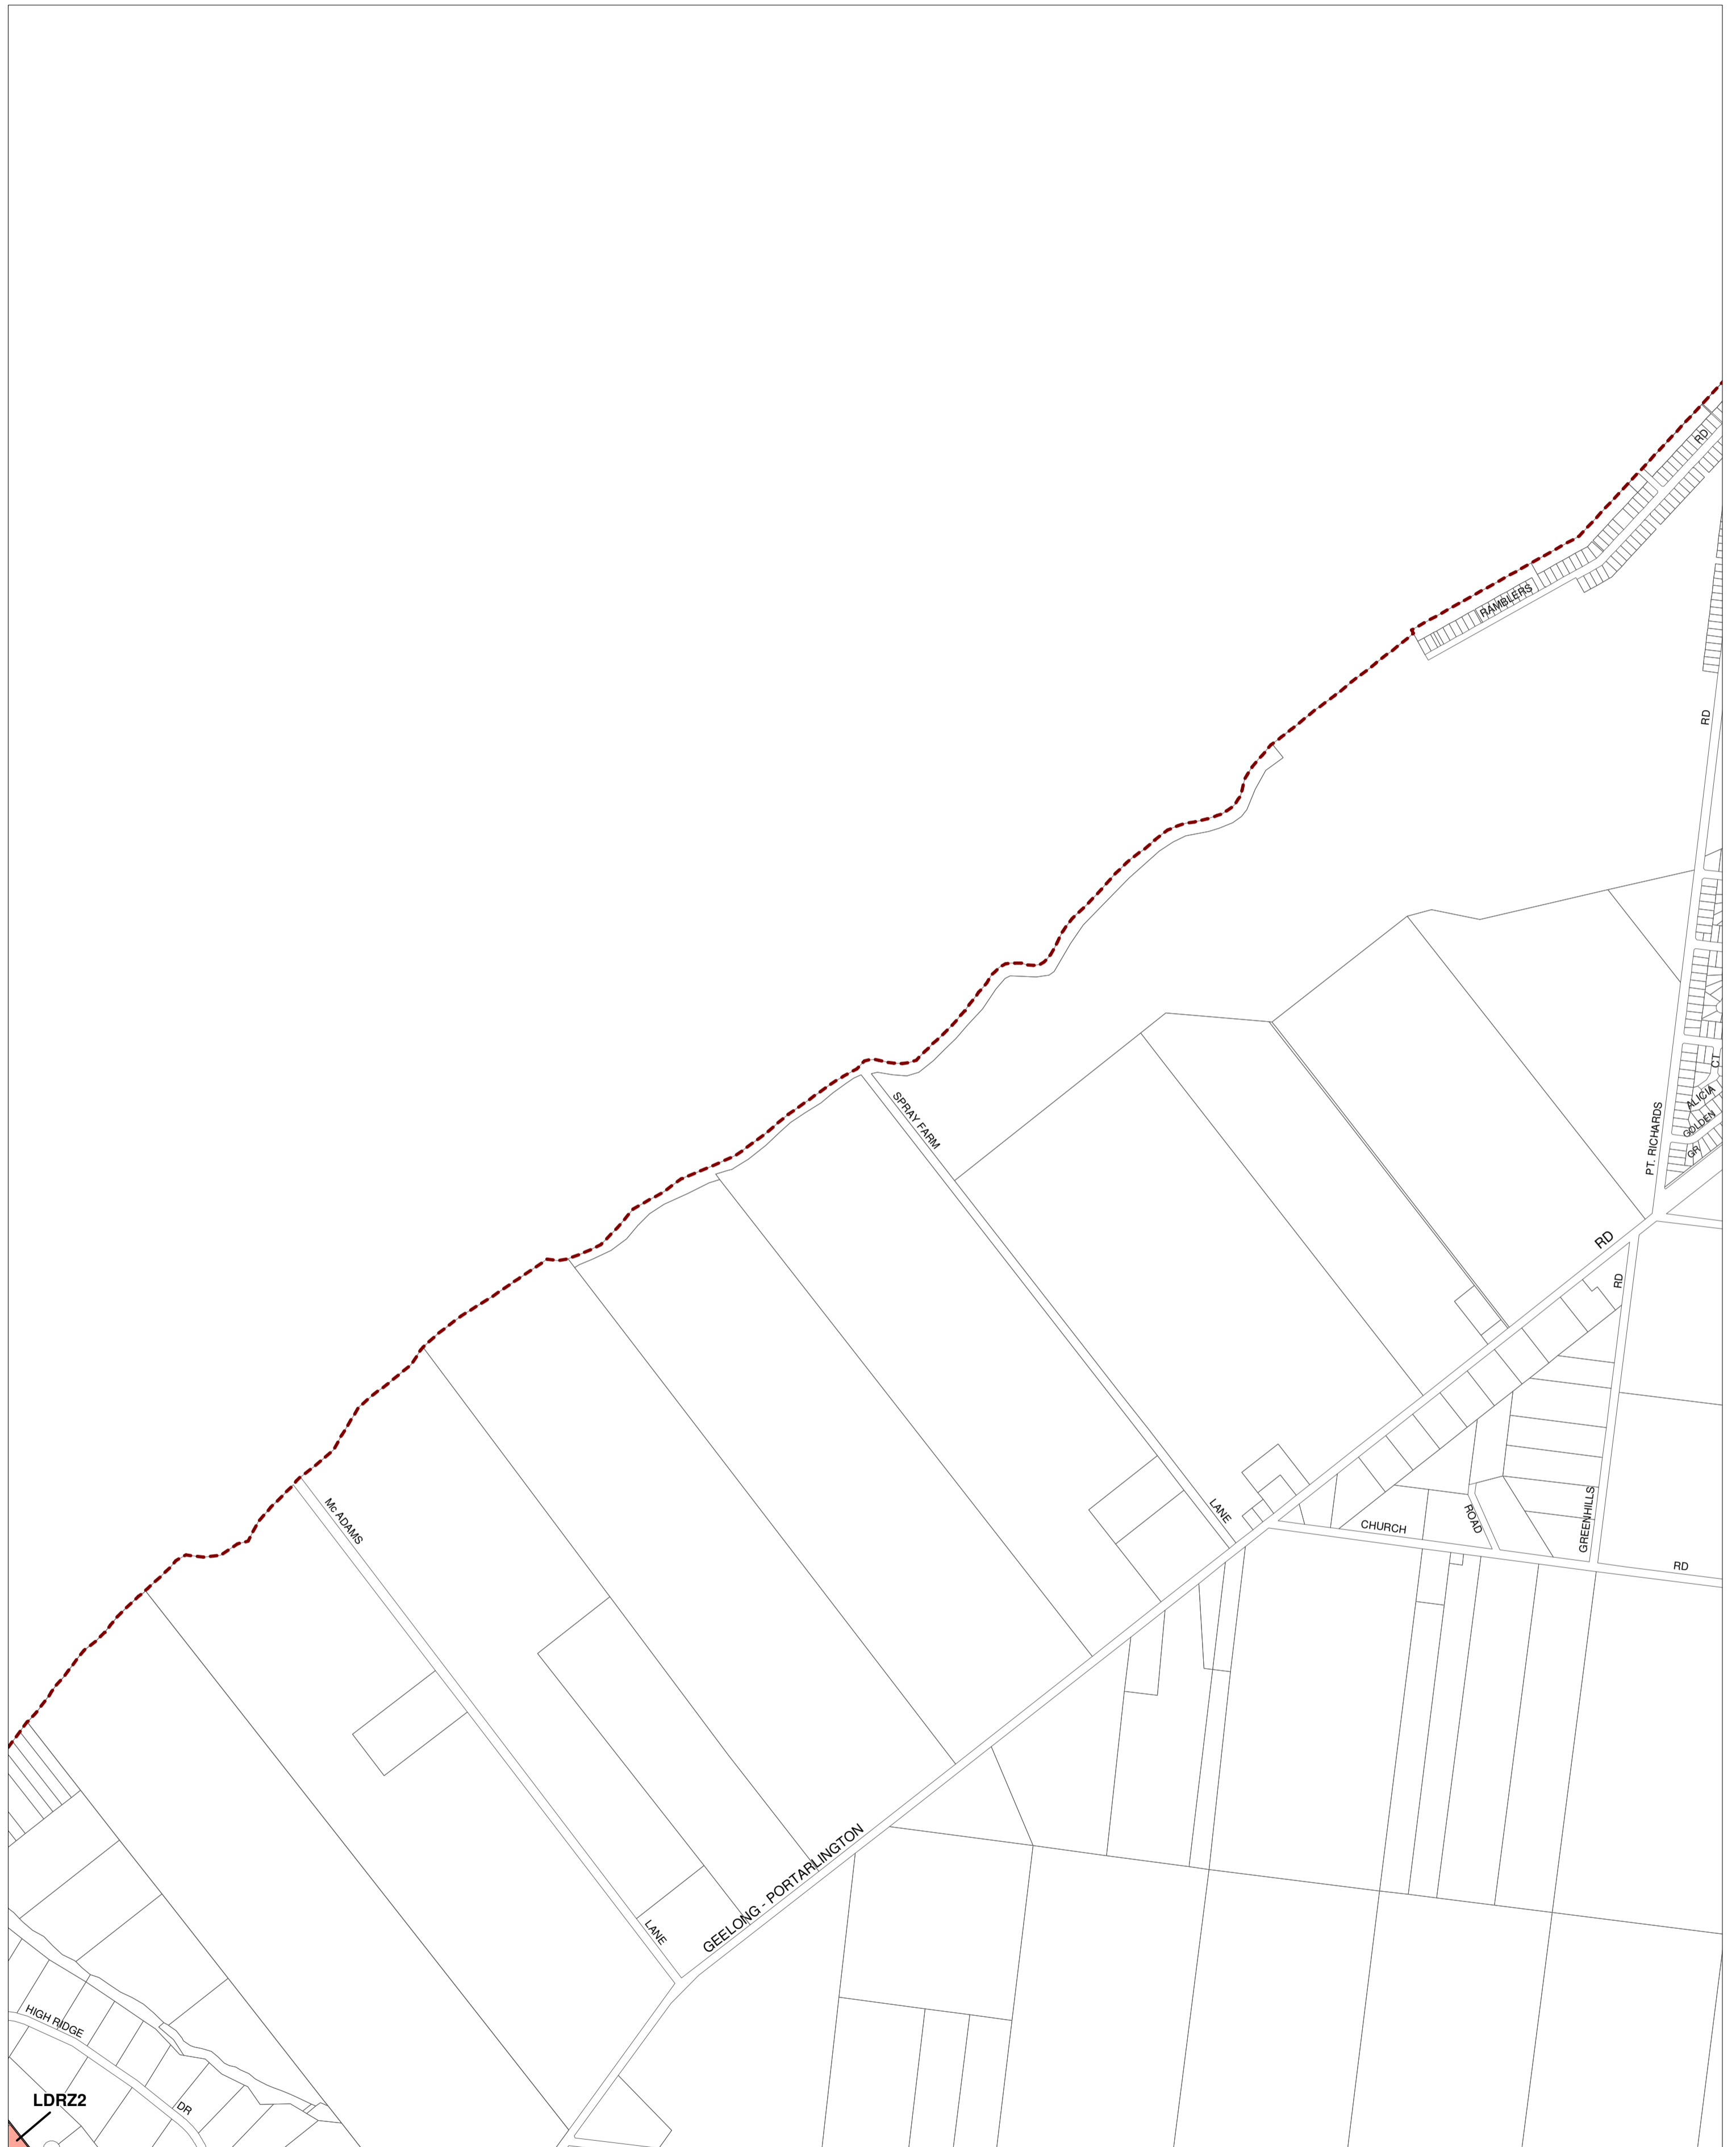 RD
RAMBLERS
RD
CT
ALICIA
GOLDEN
GR
PT. RICHARDS
SPRAY FARM
RD
RD
Mc ADAMS
LANE
CHURCH
ROAD
GREENHILLS
RD
GEELONG - PORTARLINGTON
LANE
HIGH RIDGE
DR
LDRZ2